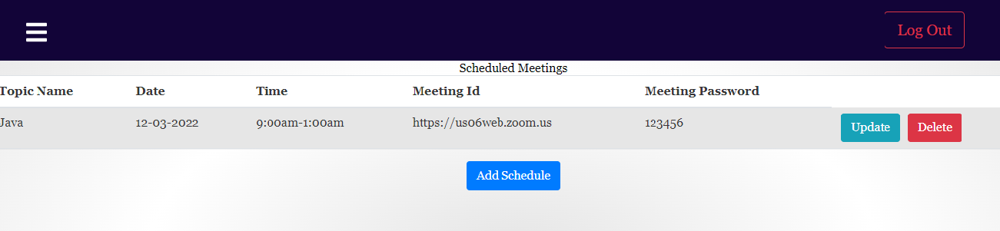 Log Out
Scheduled Meetings
Topic Name Date Time Meeting Id Meeting Password
Java 12-03-2022 9:00am-1:00am https://us06web.zoom.us 123456 Update Delete
Add Schedule